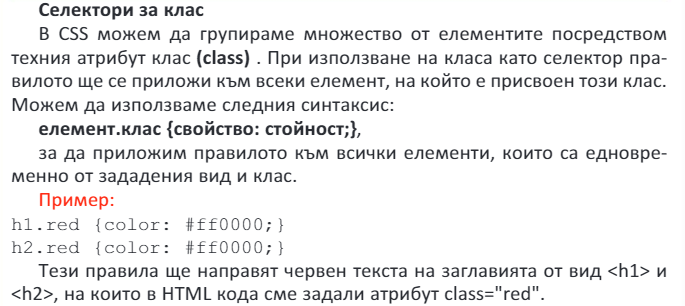 Селектори за клас
В CSS можем да групираме множество от елементите посредством
техния атрибут клас (class) . При използване на класа като селектор пра-
вилото ще се приложи към всеки елемент, на който е присвоен този клас.
Можем да използваме следния синтаксис:
елемент.клас {свойство: стойност;},
за да приложим правилото към всички елементи, които са едновре-
менно от зададения вид и клас.
Пример:
h1.red {color: #ff0000;}
h2.red {color: #ff0000;}
Тези правила ще направят червен текста на заглавията от вид <h1> и
<h2>, на които в HTML кода сме задали атрибут class="red".